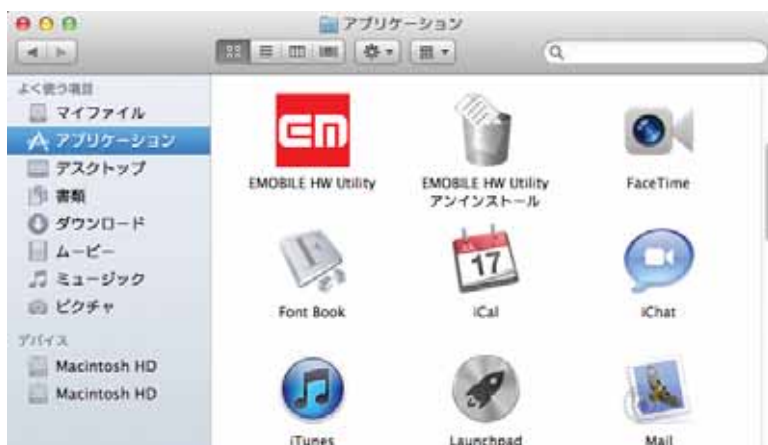 アプリケーション
よく使う項目
マイファイル
アプリケーション
デスクトップ
書類
ダウンロード
ムービー
ミュージック
ピクチャ
デバイス
Macintosh HD
Macintosh HD
EM
EMOBILE HW Utility
EMOBILE HW Utility
アンインストール
FaceTime
Font Book
17
iCal
iChat
iTunes
Launchpad
Mail